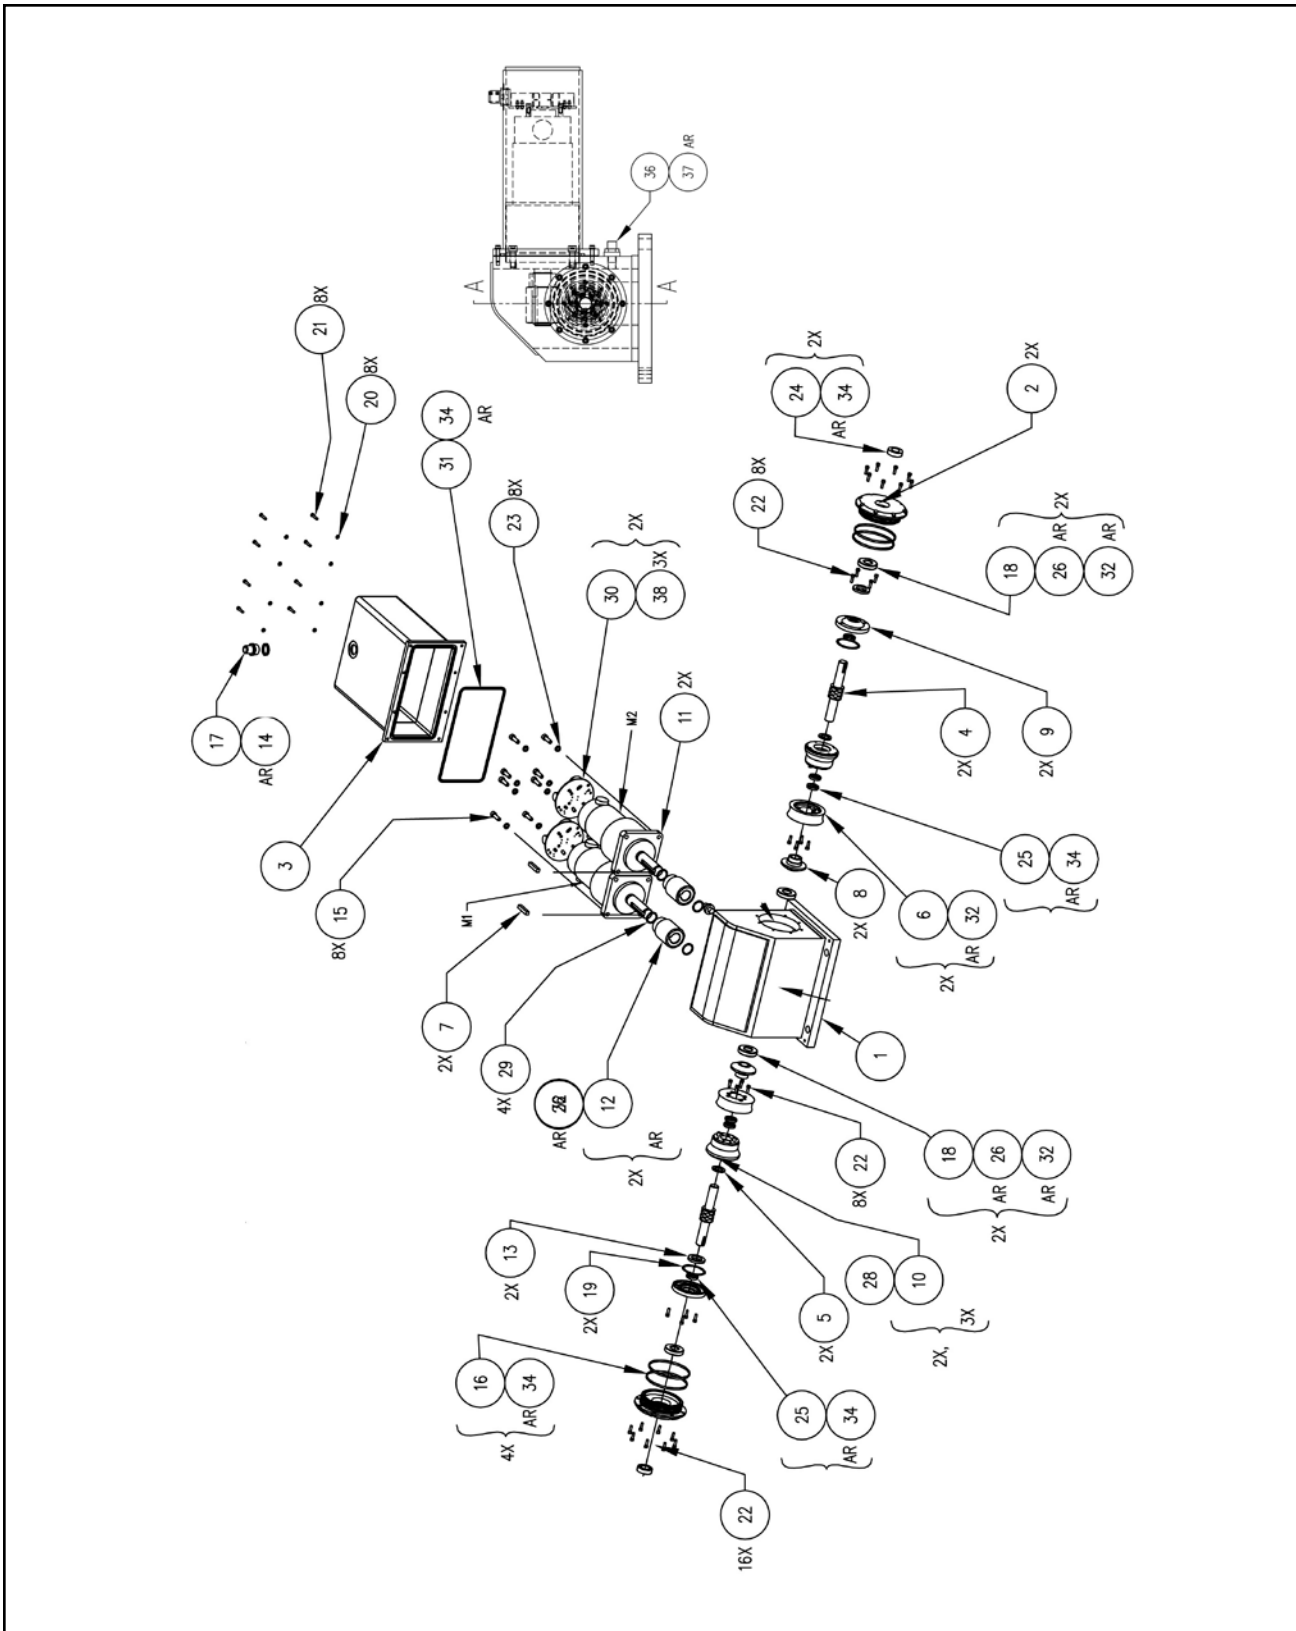 17
14 AR
3
15 8X
7 2X
29 4X
12 AR
AR
2X
M1
M2
21 8X
20 8X
34 AR
31
23 8X
30
38 3X
2X
11 2X
36
37 AR
A
A
24
34 AR
2X
2 2X
22 8X
18
26 AR
32 AR
2X
9 2X
4 2X
25
34 AR
6
32 AR
2X
8 2X
1
18
26 AR
32 AR
2X
22 8X
28
10 3X
2X,
5 2X
13 2X
19 2X
25
34 AR
16
34 AR
4X
22 16X